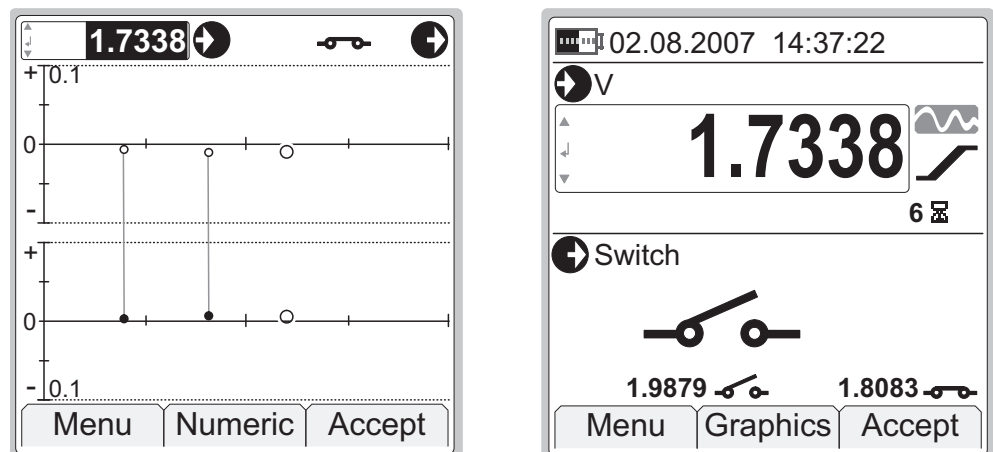 1.7338
+ 0.1
0
-
+
0
- 0.1
Menu Numeric Accept
02.08.2007 14:37:22
V
1.7338
6
Switch
1.9879 1.8083
Menu Graphics Accept